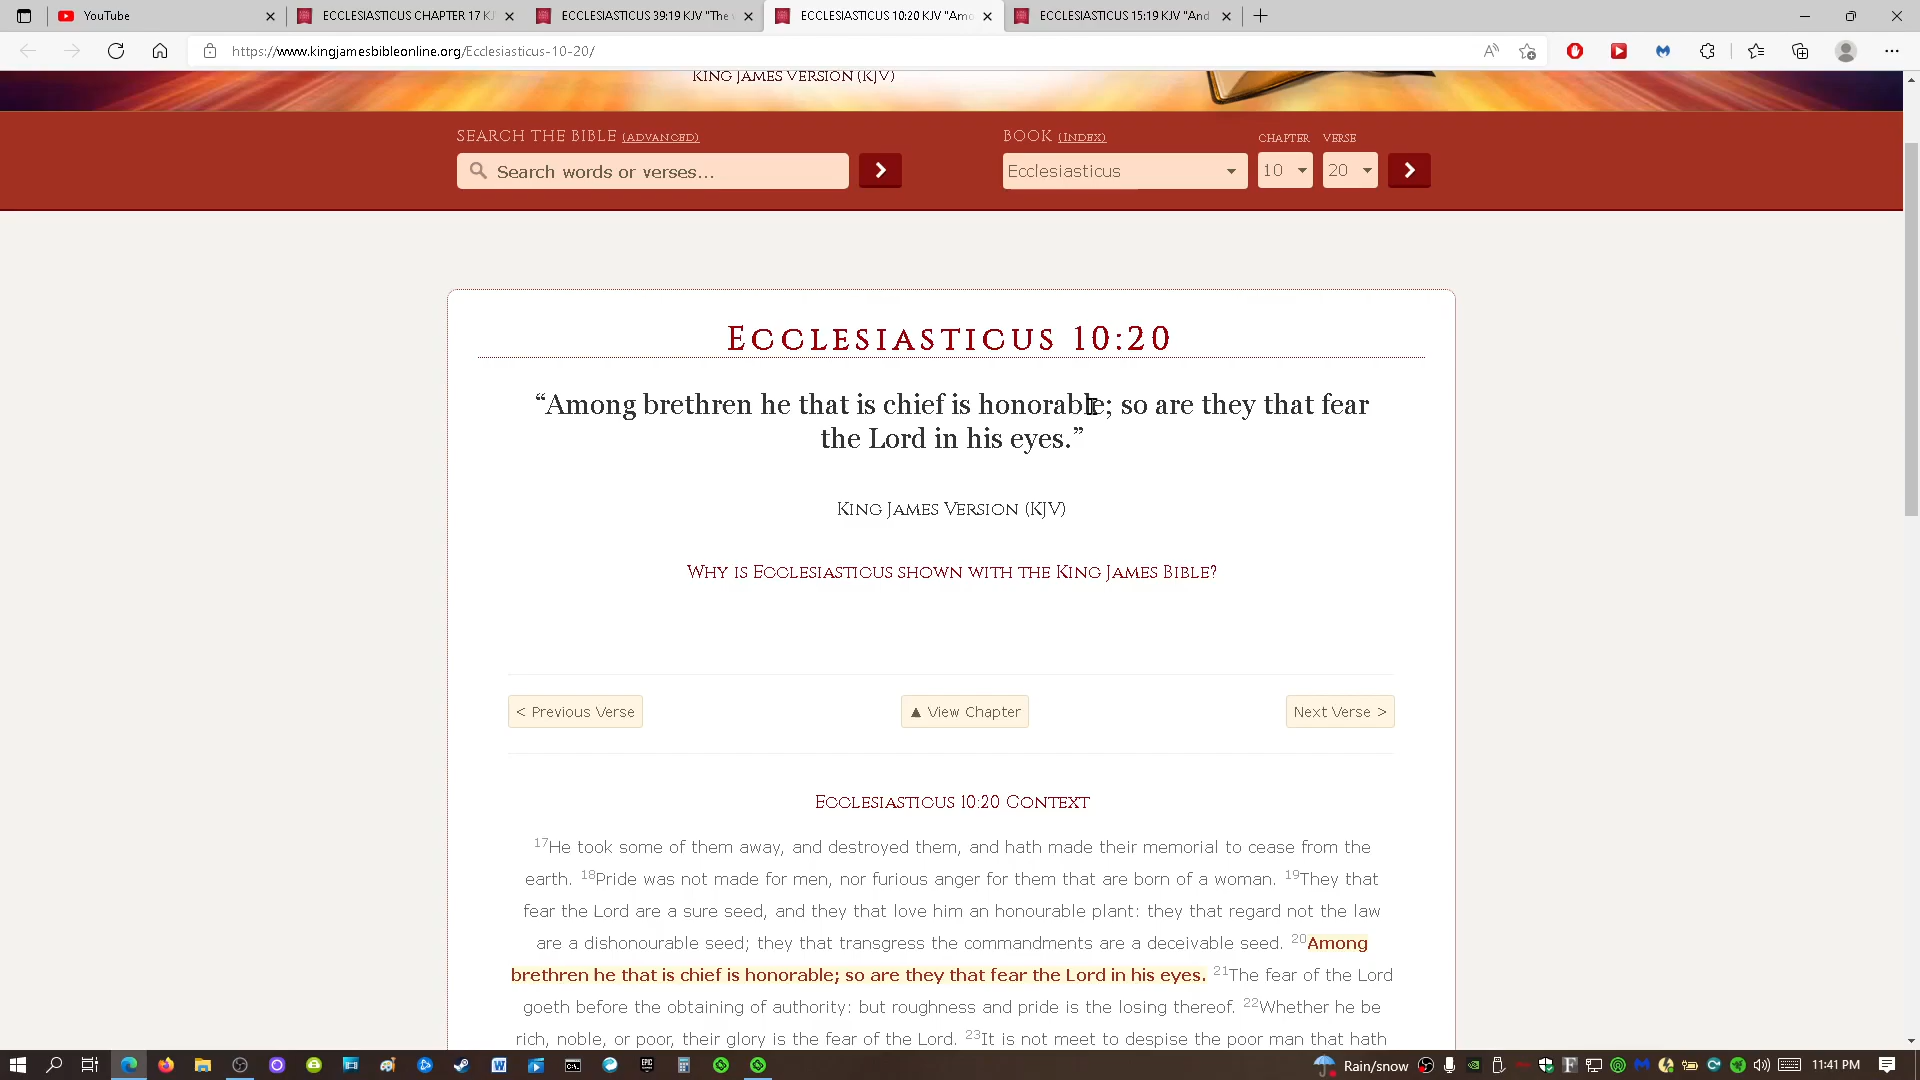 YouTube
ECCLESIASTICUS CHAPTER 17 KJ
ECCLESIASTICUS 39:19 KJV "The
ECCLESIASTICUS 10:20 KJV "Amo
ECCLESIASTICUS 15:19 KJV "And
https://www.kingjamesbibleonline.org/Ecclesiasticus-10-20/
King James Version (KJV)
SEARCH THE BIBLE (ADVANCED)
BOOK (INDEX)
CHAPTER
VERSE
Search words or verses...
Ecclesiasticus
10
20
Ecclesiasticus 10:20
“Among brethren he that is chief is honorable; so are they that fear
the Lord in his eyes.”
King James Version (KJV)
Why is Ecclesiasticus shown with the King James Bible?
< Previous Verse
▲ View Chapter
Next Verse >
Ecclesiasticus 10:20 Context
17He took some of them away, and destroyed them, and hath made their memorial to cease from the
earth. 18Pride was not made for men, nor furious anger for them that are born of a woman. 19They that
fear the Lord are a sure seed, and they that love him an honourable plant: they that regard not the law
are a dishonourable seed; they that transgress the commandments are a deceivable seed. 20Among
brethren he that is chief is honorable; so are they that fear the Lord in his eyes. 21The fear of the Lord
goeth before the obtaining of authority: but roughness and pride is the losing thereof. 22Whether he be
rich, noble, or poor, their glory is the fear of the Lord. 23It is not meet to despise the poor man that hath
Rain/snow
11:41 PM